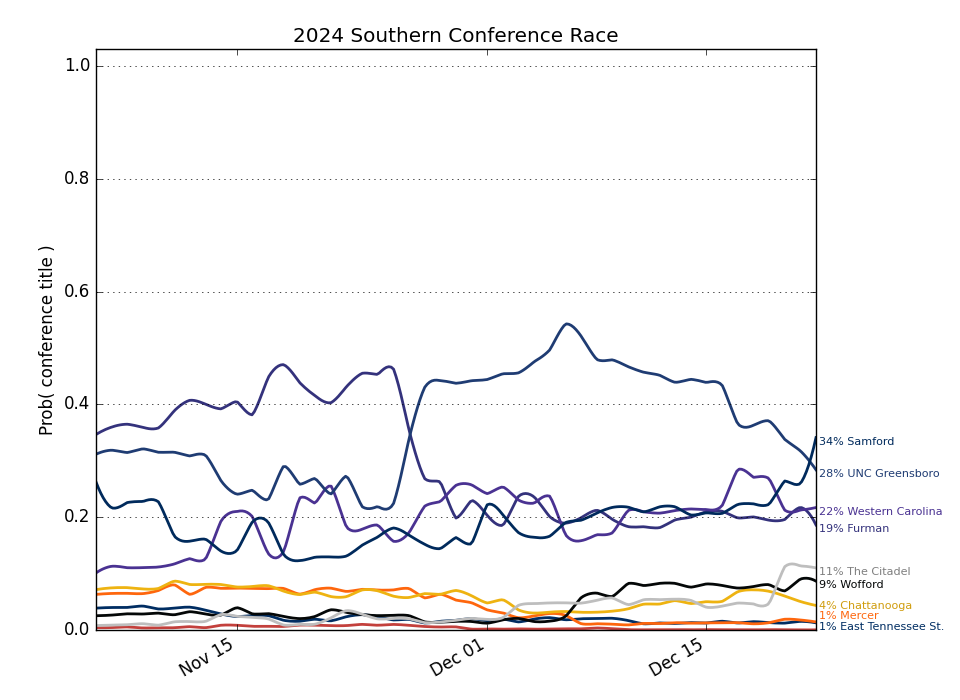 2024 Southern Conference Race
Prob( conference title )
1.0
0.8
0.6
0.4
0.2
0.0
Nov 15
Dec 01
Dec 15
34% Samford
28% UNC Greensboro
22% Western Carolina
19% Furman
11% The Citadel
9% Wofford
4% Chattanooga
1% Mercer
1% East Tennessee St.